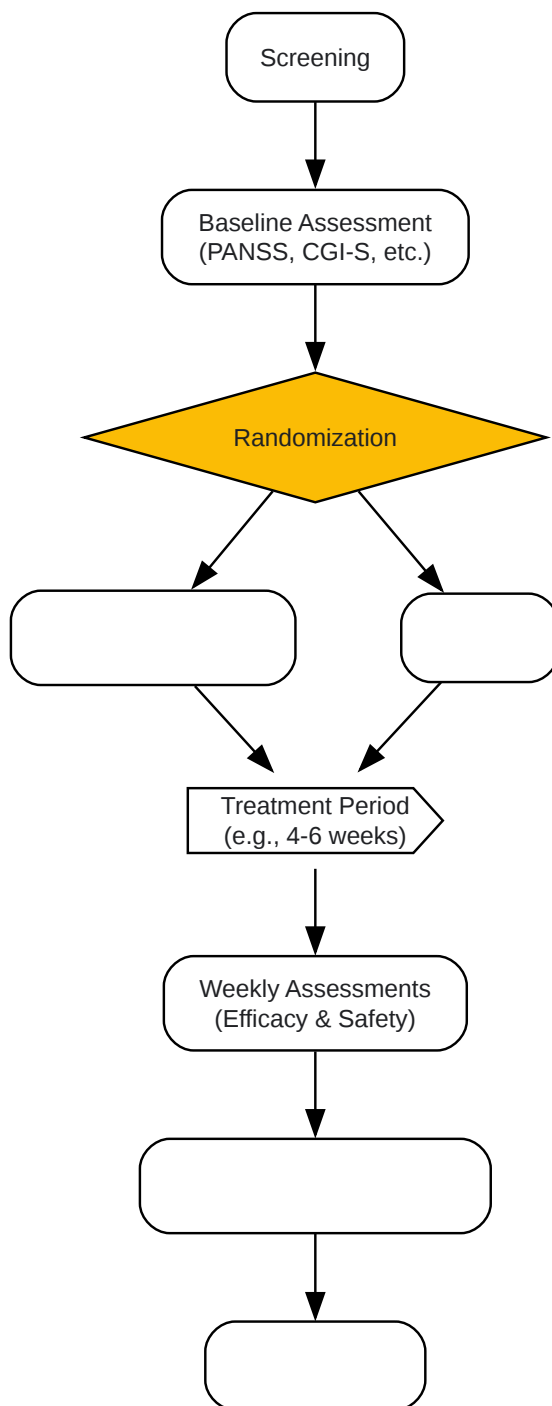 Screening
Baseline Assessment
(PANSS, CGI-S, etc.)
Randomization
Treatment Period
(e.g., 4-6 weeks)
Weekly Assessments
(Efficacy & Safety)